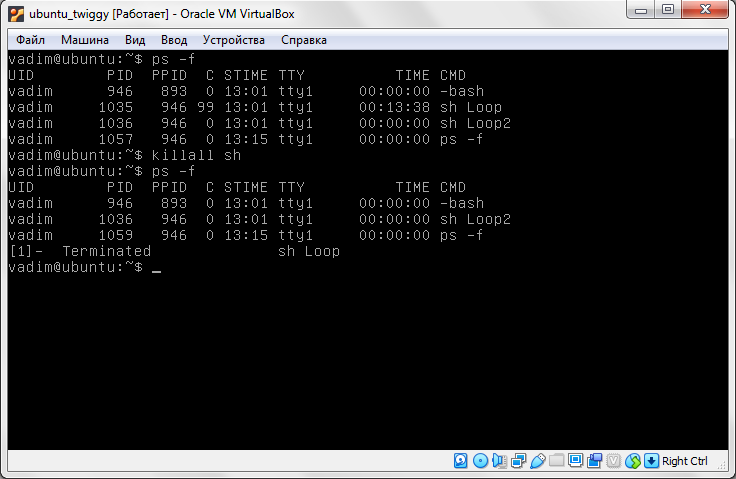 ubuntu_twiggy [Работает] - Oracle VM VirtualBox
Файл Машина Вид Ввод Устройства Справка
vadim@ubuntu:~$ ps -f
UID PID PPID C STIME TTY TIME CMD
vadim 946 893 0 13:01 tty1 00:00:00 -bash
vadim 1035 946 99 13:01 tty1 00:13:38 sh Loop
vadim 1036 946 0 13:01 tty1 00:00:00 sh Loop2
vadim 1057 946 0 13:15 tty1 00:00:00 ps -f
vadim@ubuntu:~$ killall sh
vadim@ubuntu:~$ ps -f
UID PID PPID C STIME TTY TIME CMD
vadim 946 893 0 13:01 tty1 00:00:00 -bash
vadim 1036 946 0 13:01 tty1 00:00:00 sh Loop2
vadim 1059 946 0 13:15 tty1 00:00:00 ps -f
[1]- Terminated sh Loop
vadim@ubuntu:~$ _
Right Ctrl